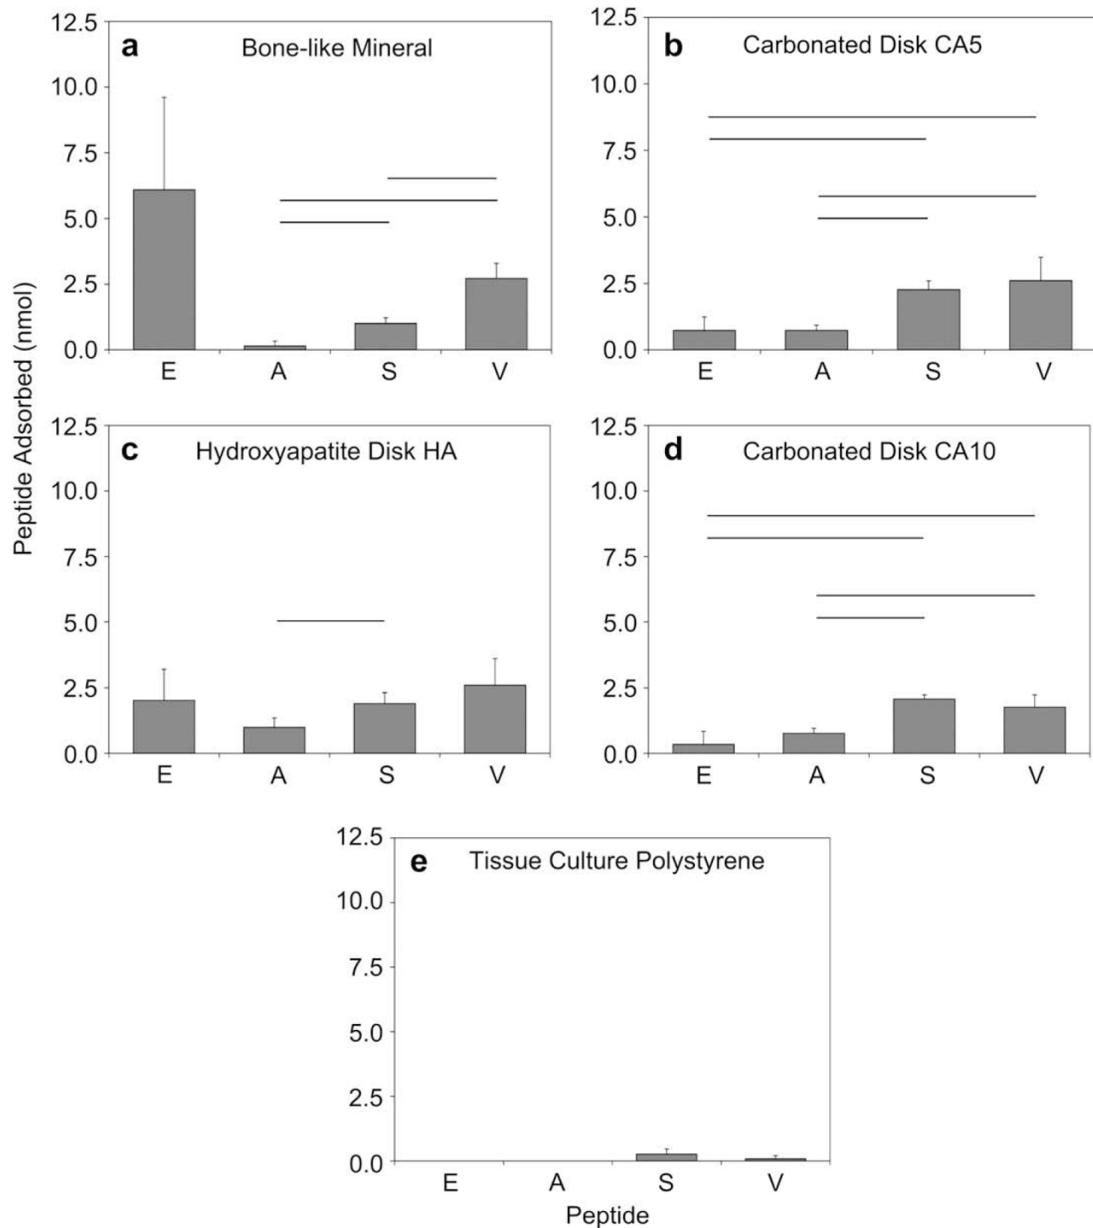 Peptide Adsorbed (nmol)
a
Bone-like Mineral
12.5
10.0
7.5
5.0
2.5
0.0
E A S V
b
Carbonated Disk CA5
12.5
10.0
7.5
5.0
2.5
0.0
E A S V
c
Hydroxyapatite Disk HA
12.5
10.0
7.5
5.0
2.5
0.0
E A S V
d
Carbonated Disk CA10
12.5
10.0
7.5
5.0
2.5
0.0
E A S V
e
Tissue Culture Polystyrene
12.5
10.0
7.5
5.0
2.5
0.0
E A S V
Peptide